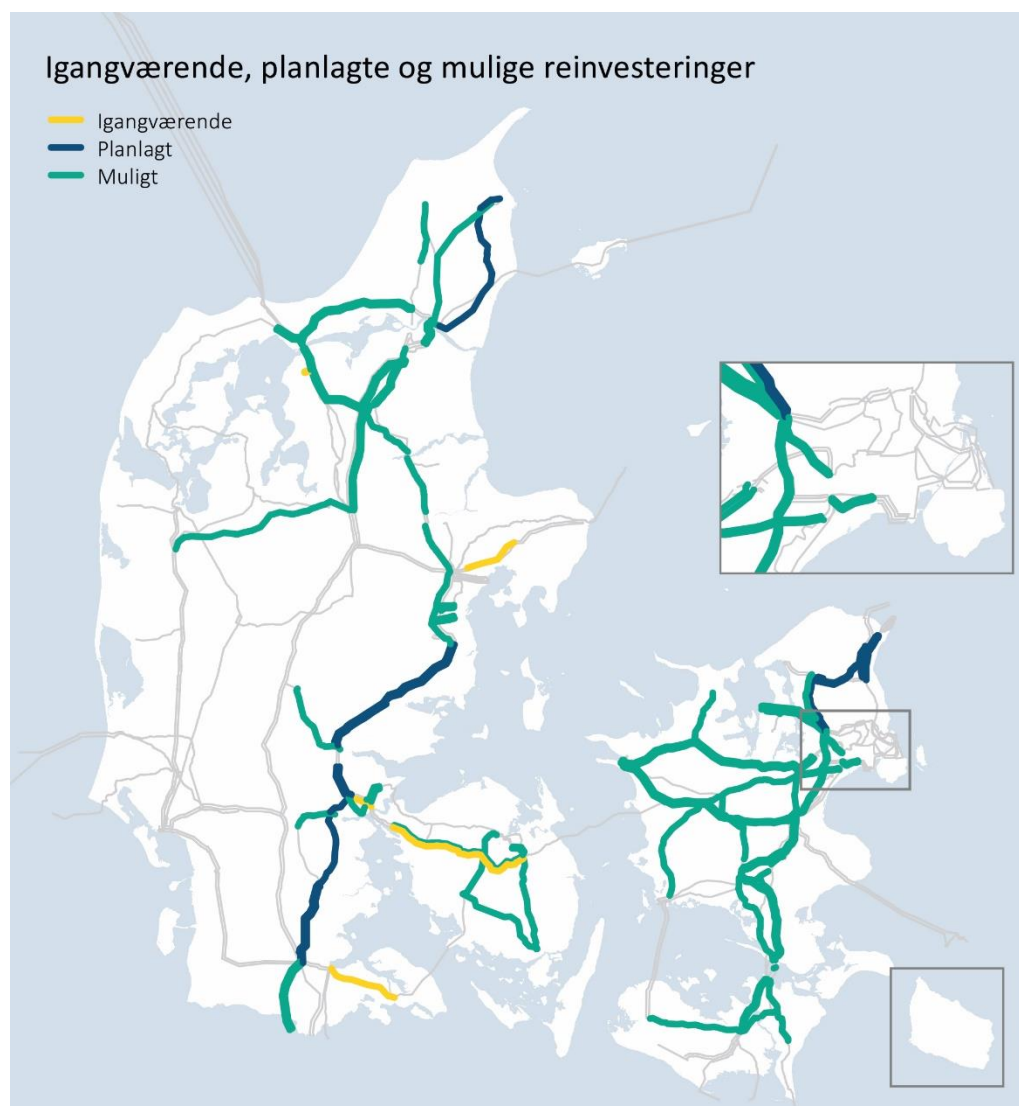 Igangværende, planlagte og mulige reinvesteringer
Igangværende
Planlagt
Muligt